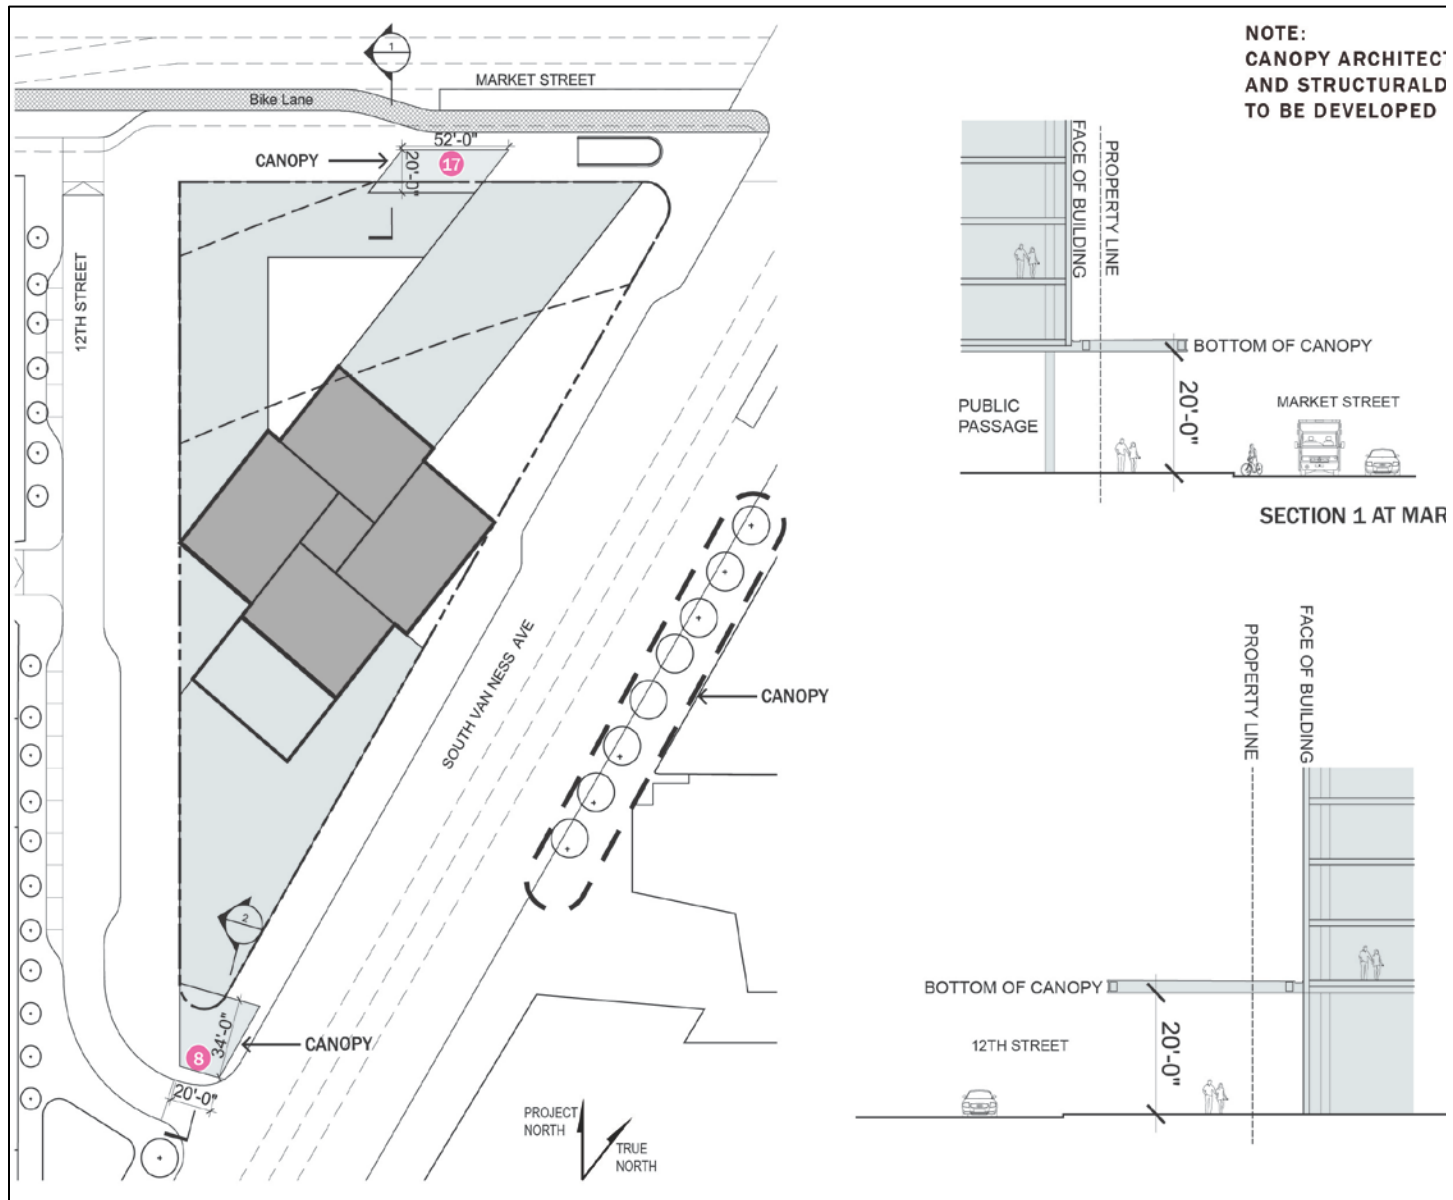 NOTE:
CANOPY ARCHITECT
AND STRUCTURALD
TO BE DEVELOPED
1
MARKET STREET
Bike Lane
52'-0"
CANOPY
17
20'-0"
12TH STREET
SOUTH VAN NESS AVE
CANOPY
2
34'-0"
CANOPY
8
20'-0"
PROJECT
NORTH
TRUE
NORTH
FACE OF BUILDING
PROPERTY LINE
BOTTOM OF CANOPY
20'-0"
PUBLIC
PASSAGE
MARKET STREET
SECTION 1 AT MAR
PROPERTY LINE
FACE OF BUILDING
BOTTOM OF CANOPY
12TH STREET
20'-0"